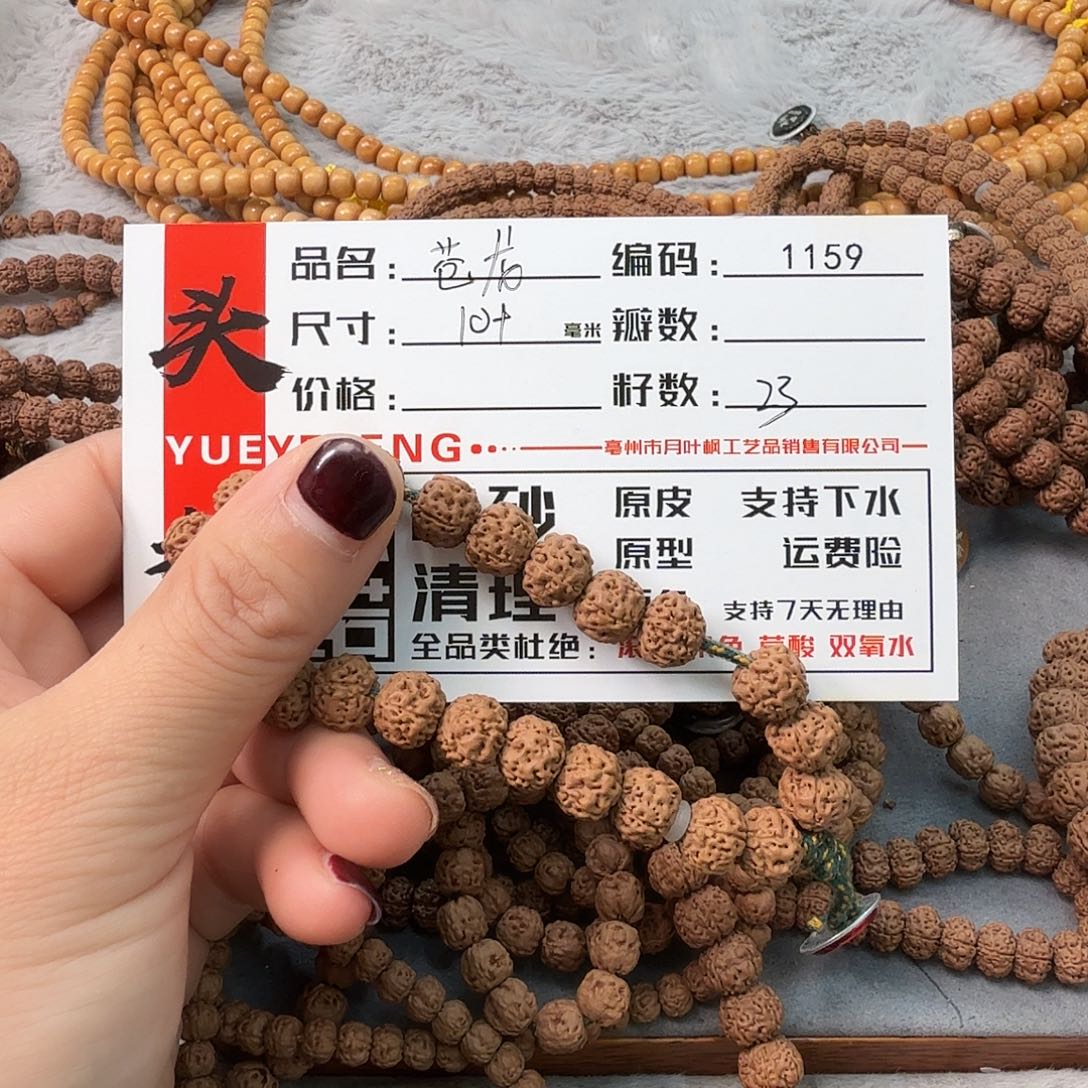 头
品名： 编码：1159
尺寸：10+ 毫米 瓣数：
价格： 籽数：23
亳州市月叶枫工艺品销售有限公司
砂 原皮 支持下水
清理 原型 运费险
支持7天无理由
全品类杜绝： 双氧水